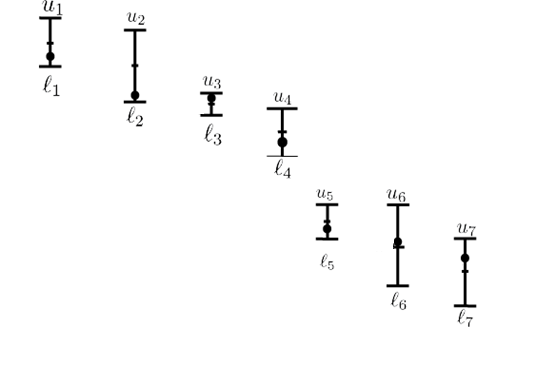 u₁
u₂
ℓ₁
u₃
u₄
ℓ₂
ℓ₃
ℓ₄
u₅
u₆
u₇
ℓ₅
ℓ₆
ℓ₇